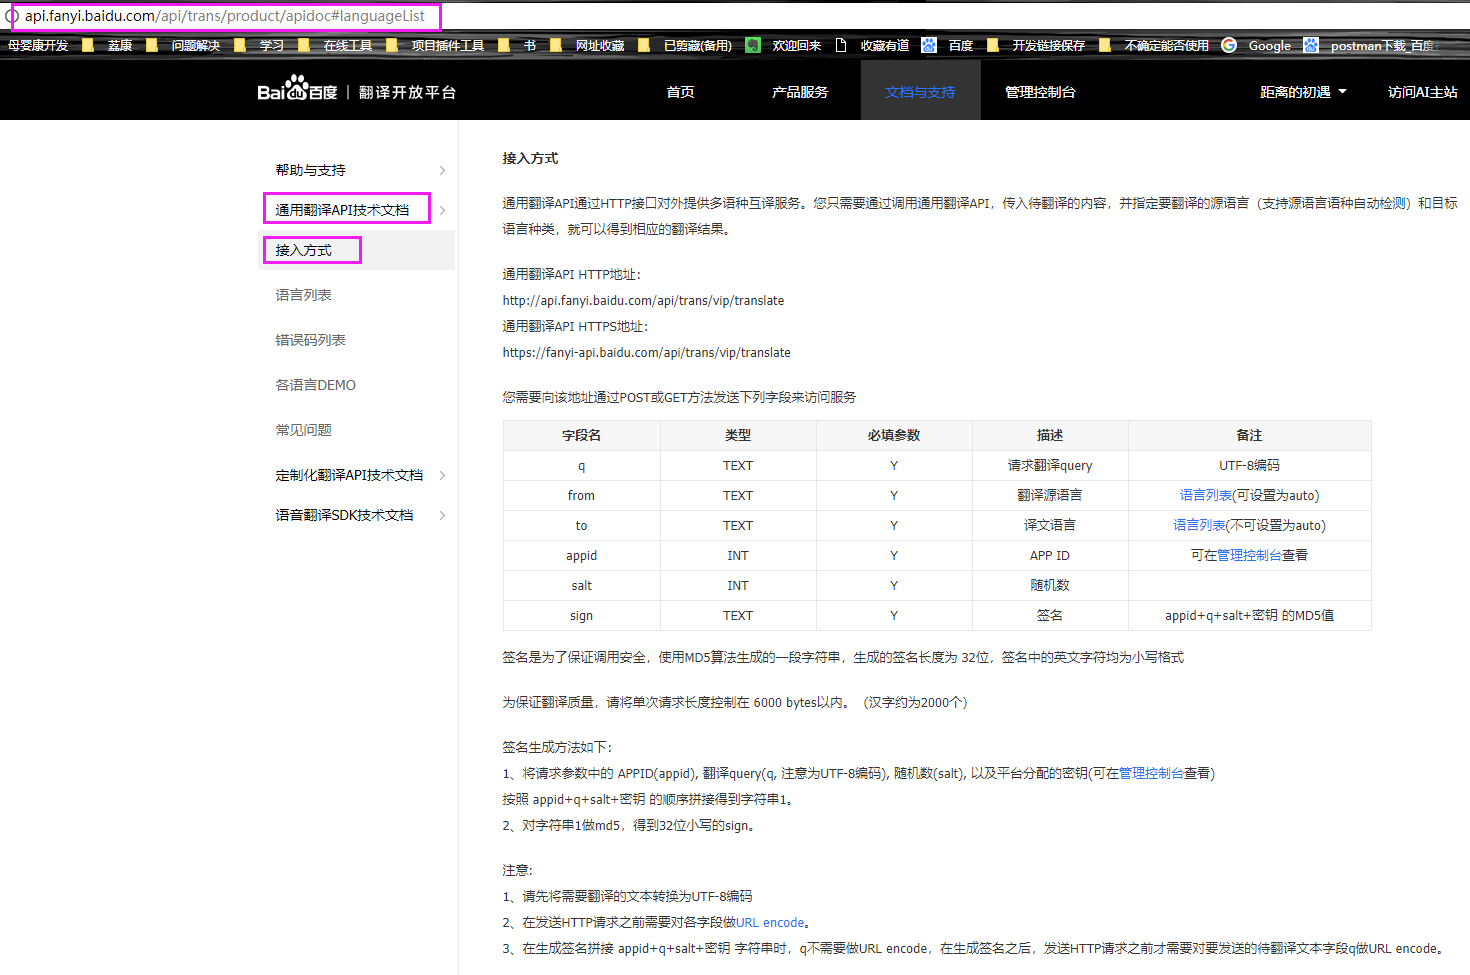 api.fanyi.baidu.com/api/trans/product/apidoc#languageList
母婴康开发 荔康 问题解决 学习 在线工具 项目插件工具 书 网址收藏 已剪藏(备用) 欢迎回来 收藏有道 百度 开发链接保存 不确定能否使用 Google postman下载_百度
Bai du 百度 | 翻译开放平台 首页 产品服务 文档与支持 管理控制台 距离的初遇 访问AI主站
帮助与支持
通用翻译API技术文档
接入方式
语言列表
错误码列表
各语言DEMO
常见问题
定制化翻译API技术文档
语音翻译SDK技术文档
接入方式
通用翻译API通过HTTP接口对外提供多语种互译服务。您只需要通过调用通用翻译API，传入待翻译的内容，并指定要翻译的源语言（支持源语言语种自动检测）和目标
语言种类，就可以得到相应的翻译结果。
通用翻译API HTTP地址：
http://api.fanyi.baidu.com/api/trans/vip/translate
通用翻译API HTTPS地址：
https://fanyi-api.baidu.com/api/trans/vip/translate
您需要向该地址通过POST或GET方法发送下列字段来访问服务
字段名 类型 必填参数 描述 备注
q TEXT Y 请求翻译query UTF-8编码
from TEXT Y 翻译源语言 语言列表(可设置为auto)
to TEXT Y 译文语言 语言列表(不可设置为auto)
appid INT Y APP ID 可在管理控制台查看
salt INT Y 随机数
sign TEXT Y 签名 appid+q+salt+密钥 的MD5值
签名是为了保证调用安全，使用MD5算法生成的一段字符串，生成的签名长度为 32位，签名中的英文字符均为小写格式
为保证翻译质量，请将单次请求长度控制在 6000 bytes以内。（汉字约为2000个）
签名生成方法如下：
1、将请求参数中的 APPID(appid), 翻译query(q, 注意为UTF-8编码), 随机数(salt), 以及平台分配的密钥(可在管理控制台查看)
按照 appid+q+salt+密钥 的顺序拼接得到字符串1。
2、对字符串1做md5，得到32位小写的sign。
注意:
1、请先将需要翻译的文本转换为UTF-8编码
2、在发送HTTP请求之前需要对各字段做URL encode。
3、在生成签名拼接 appid+q+salt+密钥 字符串时，q不需要做URL encode，在生成签名之后，发送HTTP请求之前才需要对要发送的待翻译文本字段q做URL encode。